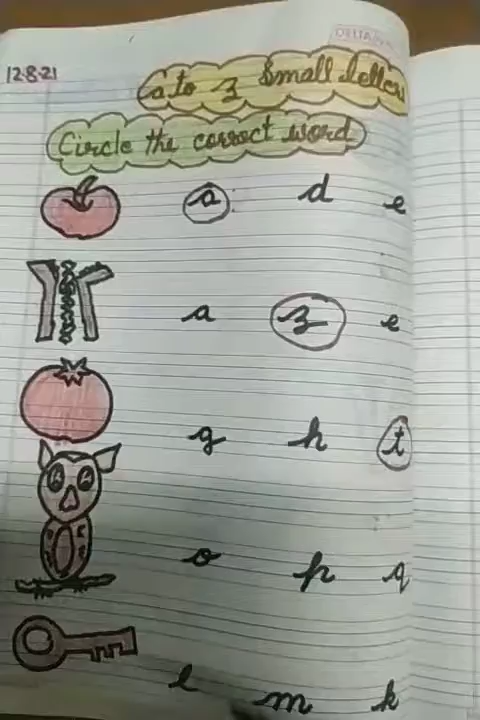 12.8.21
a to z Small letters
Circle the correct word
a d e
a z e
g h t
o p q
l m k